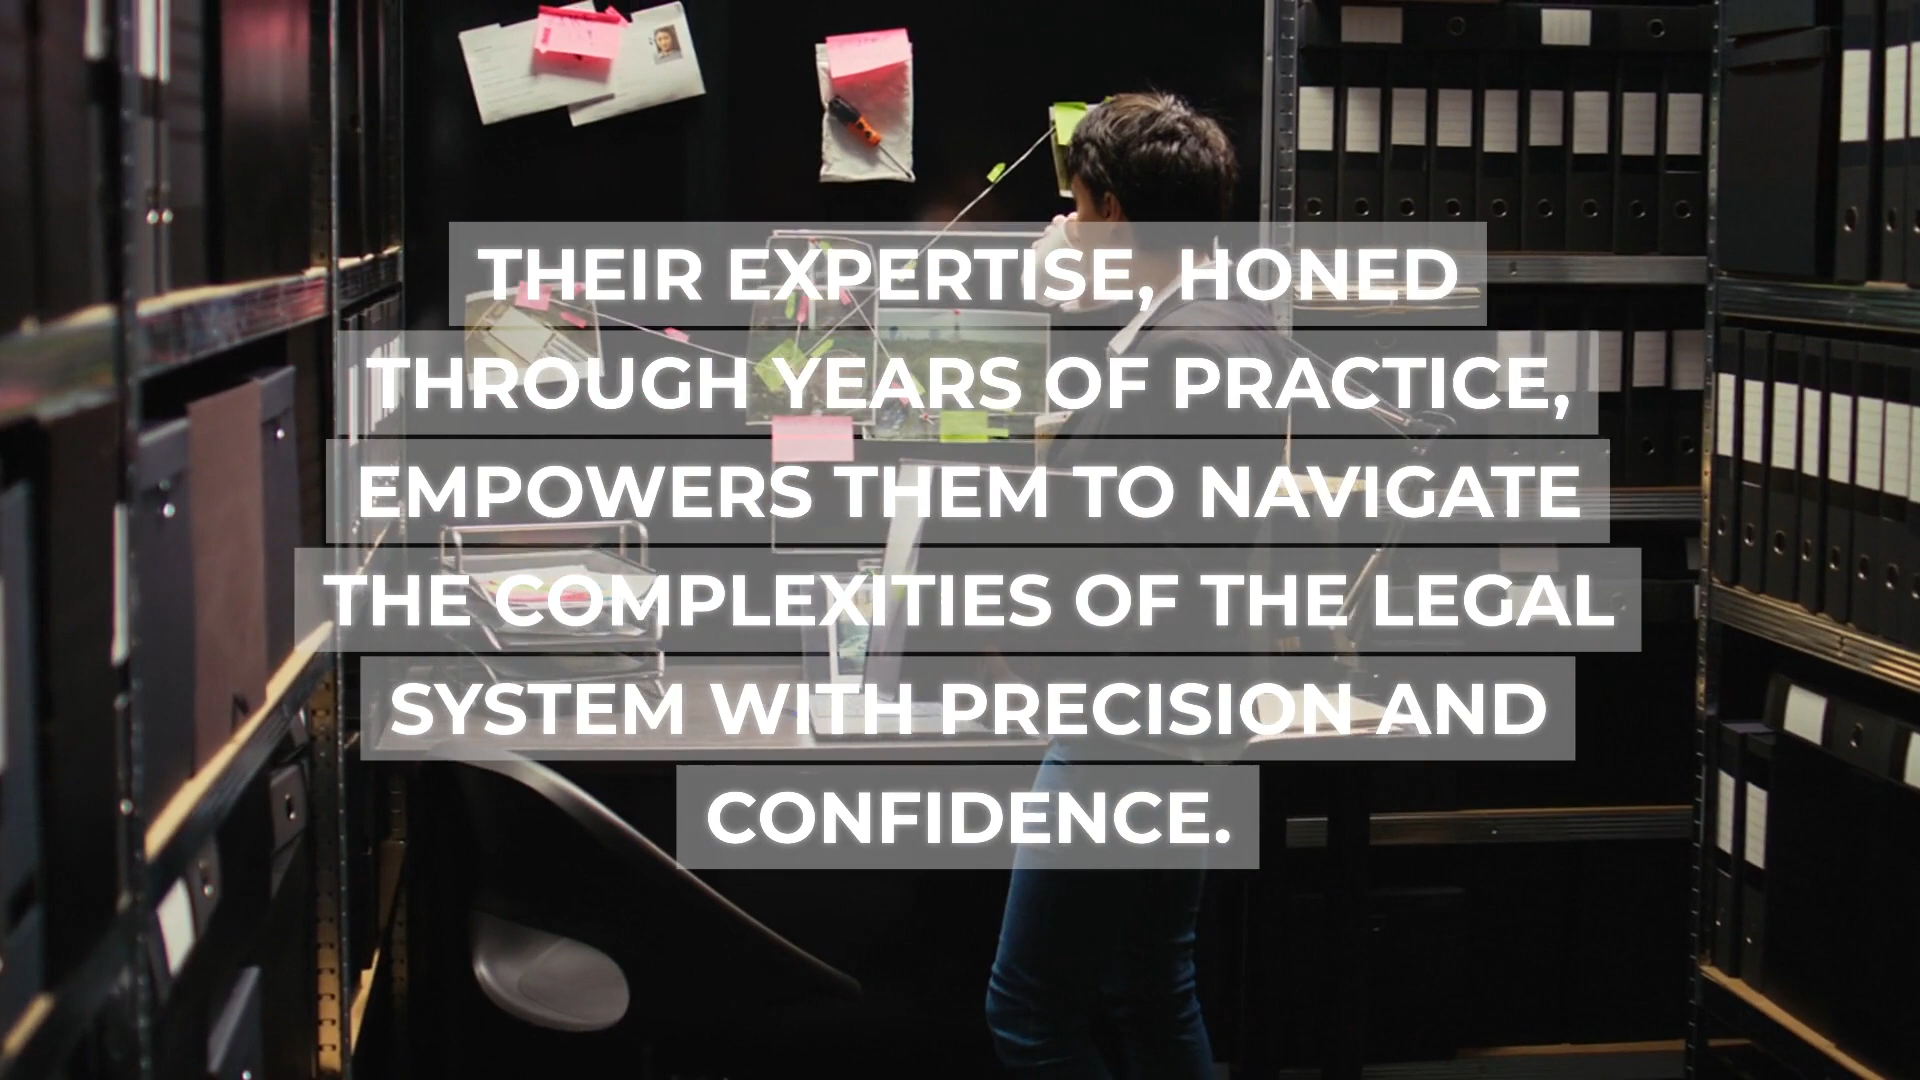 THEIR EXPERTISE, HONED
THROUGH YEARS OF PRACTICE,
EMPOWERS THEM TO NAVIGATE
THE COMPLEXITIES OF THE LEGAL
SYSTEM WITH PRECISION AND
CONFIDENCE.